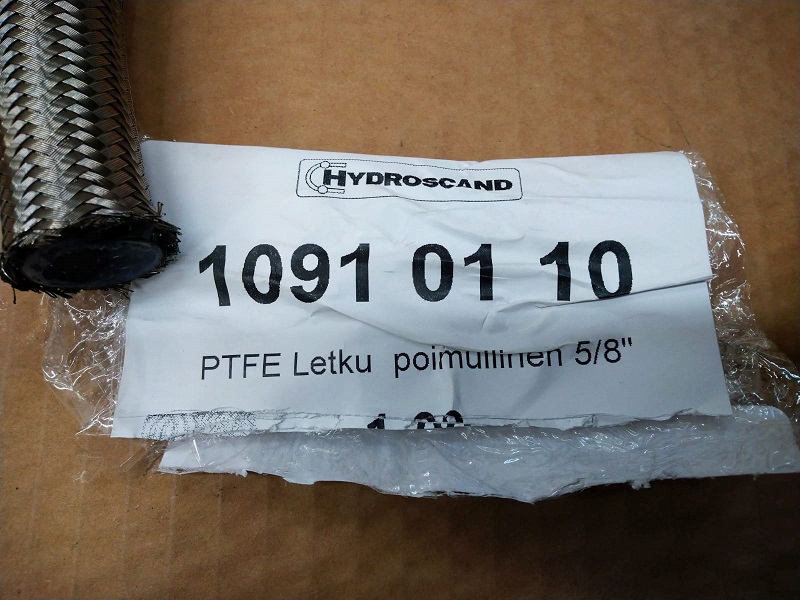 HYDROSCAND
1091 01 10
PTFE Letku poimullinen 5/8"